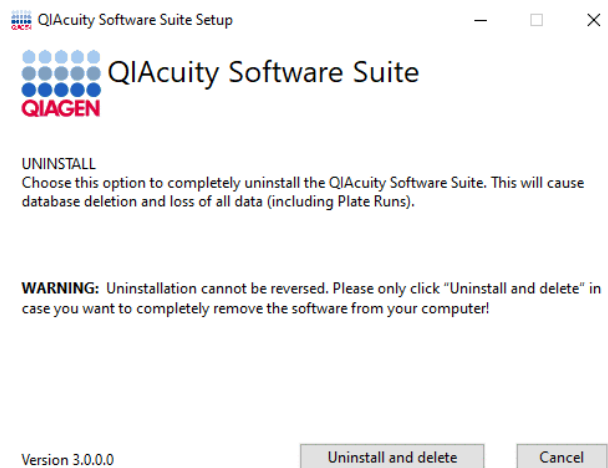 QIAcuity Software Suite Setup
QIAcuity Software Suite
QIAGEN
UNINSTALL
Choose this option to completely uninstall the QIAcuity Software Suite. This will cause
database deletion and loss of all data (including Plate Runs).
WARNING: Uninstallation cannot be reversed. Please only click “Uninstall and delete” in
case you want to completely remove the software from your computer!
Version 3.0.0.0
Uninstall and delete
Cancel